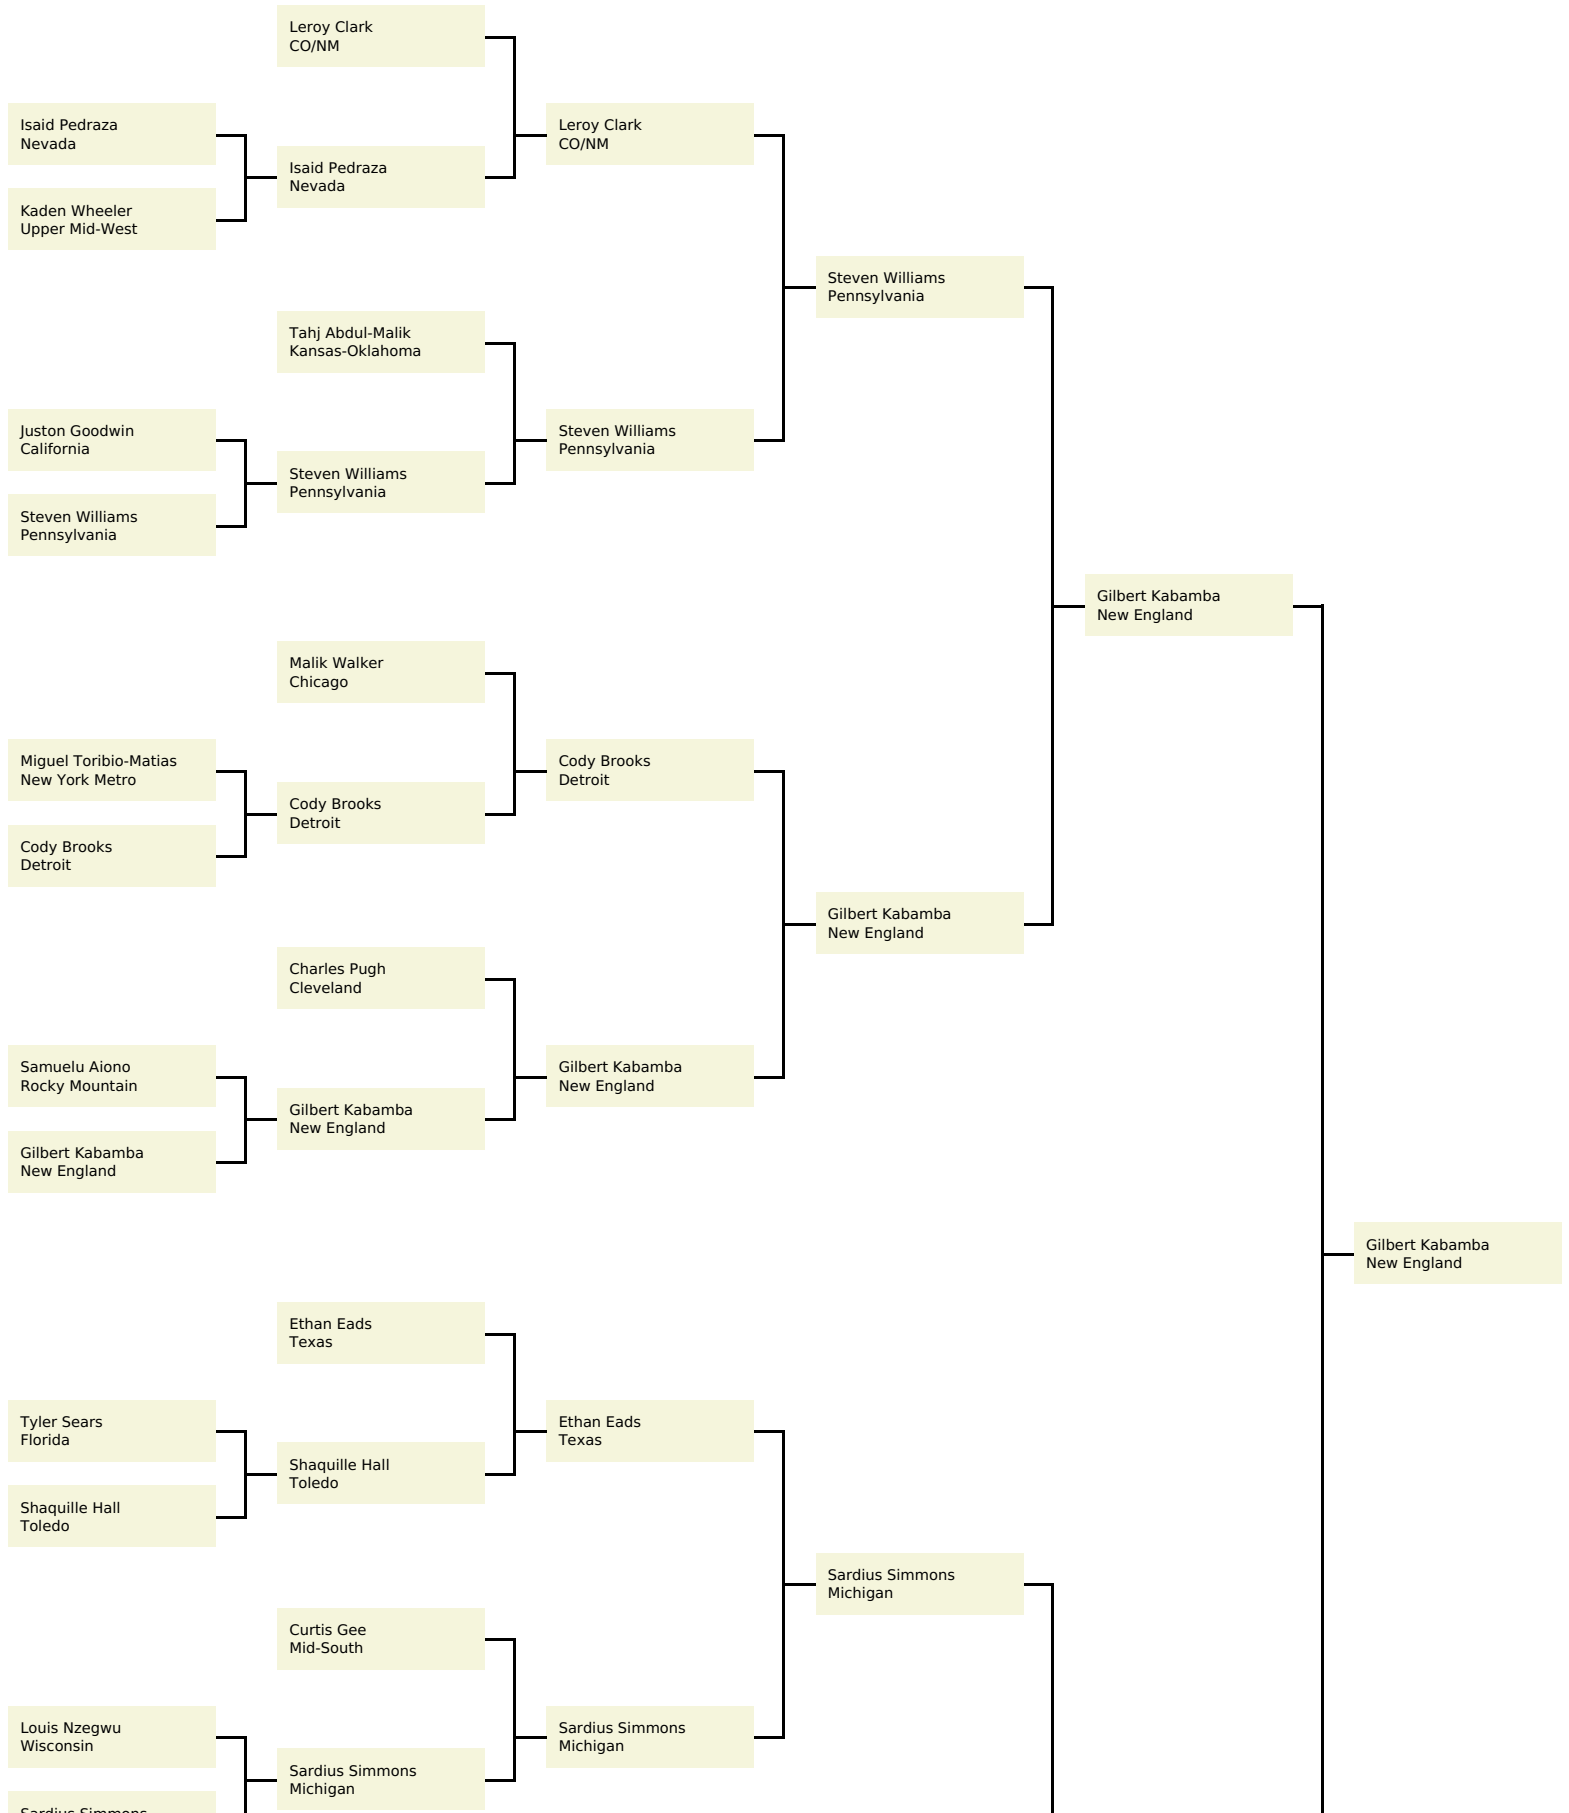 Leroy Clark
CO/NM
Isaid Pedraza
Nevada
Leroy Clark
CO/NM
Isaid Pedraza
Nevada
Kaden Wheeler
Upper Mid-West
Steven Williams
Pennsylvania
Tahj Abdul-Malik
Kansas-Oklahoma
Juston Goodwin
California
Steven Williams
Pennsylvania
Steven Williams
Pennsylvania
Steven Williams
Pennsylvania
Gilbert Kabamba
New England
Malik Walker
Chicago
Miguel Toribio-Matias
New York Metro
Cody Brooks
Detroit
Cody Brooks
Detroit
Cody Brooks
Detroit
Gilbert Kabamba
New England
Charles Pugh
Cleveland
Samuelu Aiono
Rocky Mountain
Gilbert Kabamba
New England
Gilbert Kabamba
New England
Gilbert Kabamba
New England
Gilbert Kabamba
New England
Ethan Eads
Texas
Tyler Sears
Florida
Ethan Eads
Texas
Shaquille Hall
Toledo
Shaquille Hall
Toledo
Sardius Simmons
Michigan
Curtis Gee
Mid-South
Louis Nzegwu
Wisconsin
Sardius Simmons
Michigan
Sardius Simmons
Michigan
Sardius Simmons